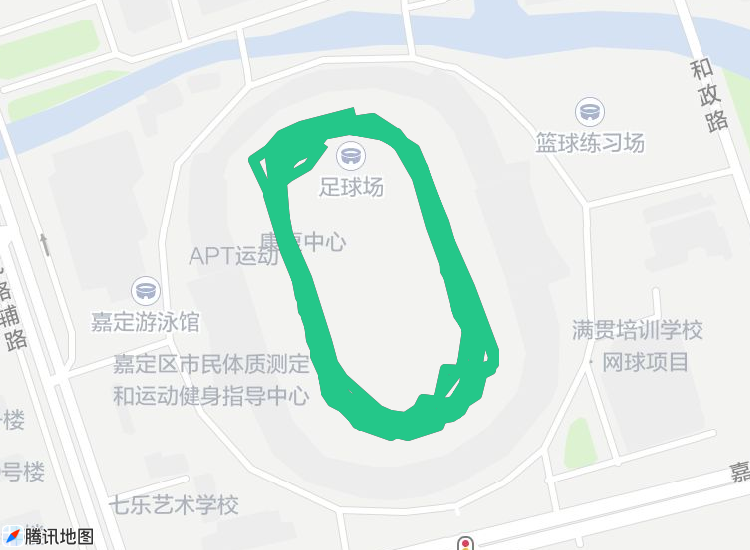 和政路
篮球练习场
足球场
康复中心
APT运动
嘉定游泳馆
满贯培训学校
· 网球项目
嘉定区市民体质测定
和运动健身指导中心
路辅路
楼
号楼
七乐艺术学校
嘉
腾讯地图